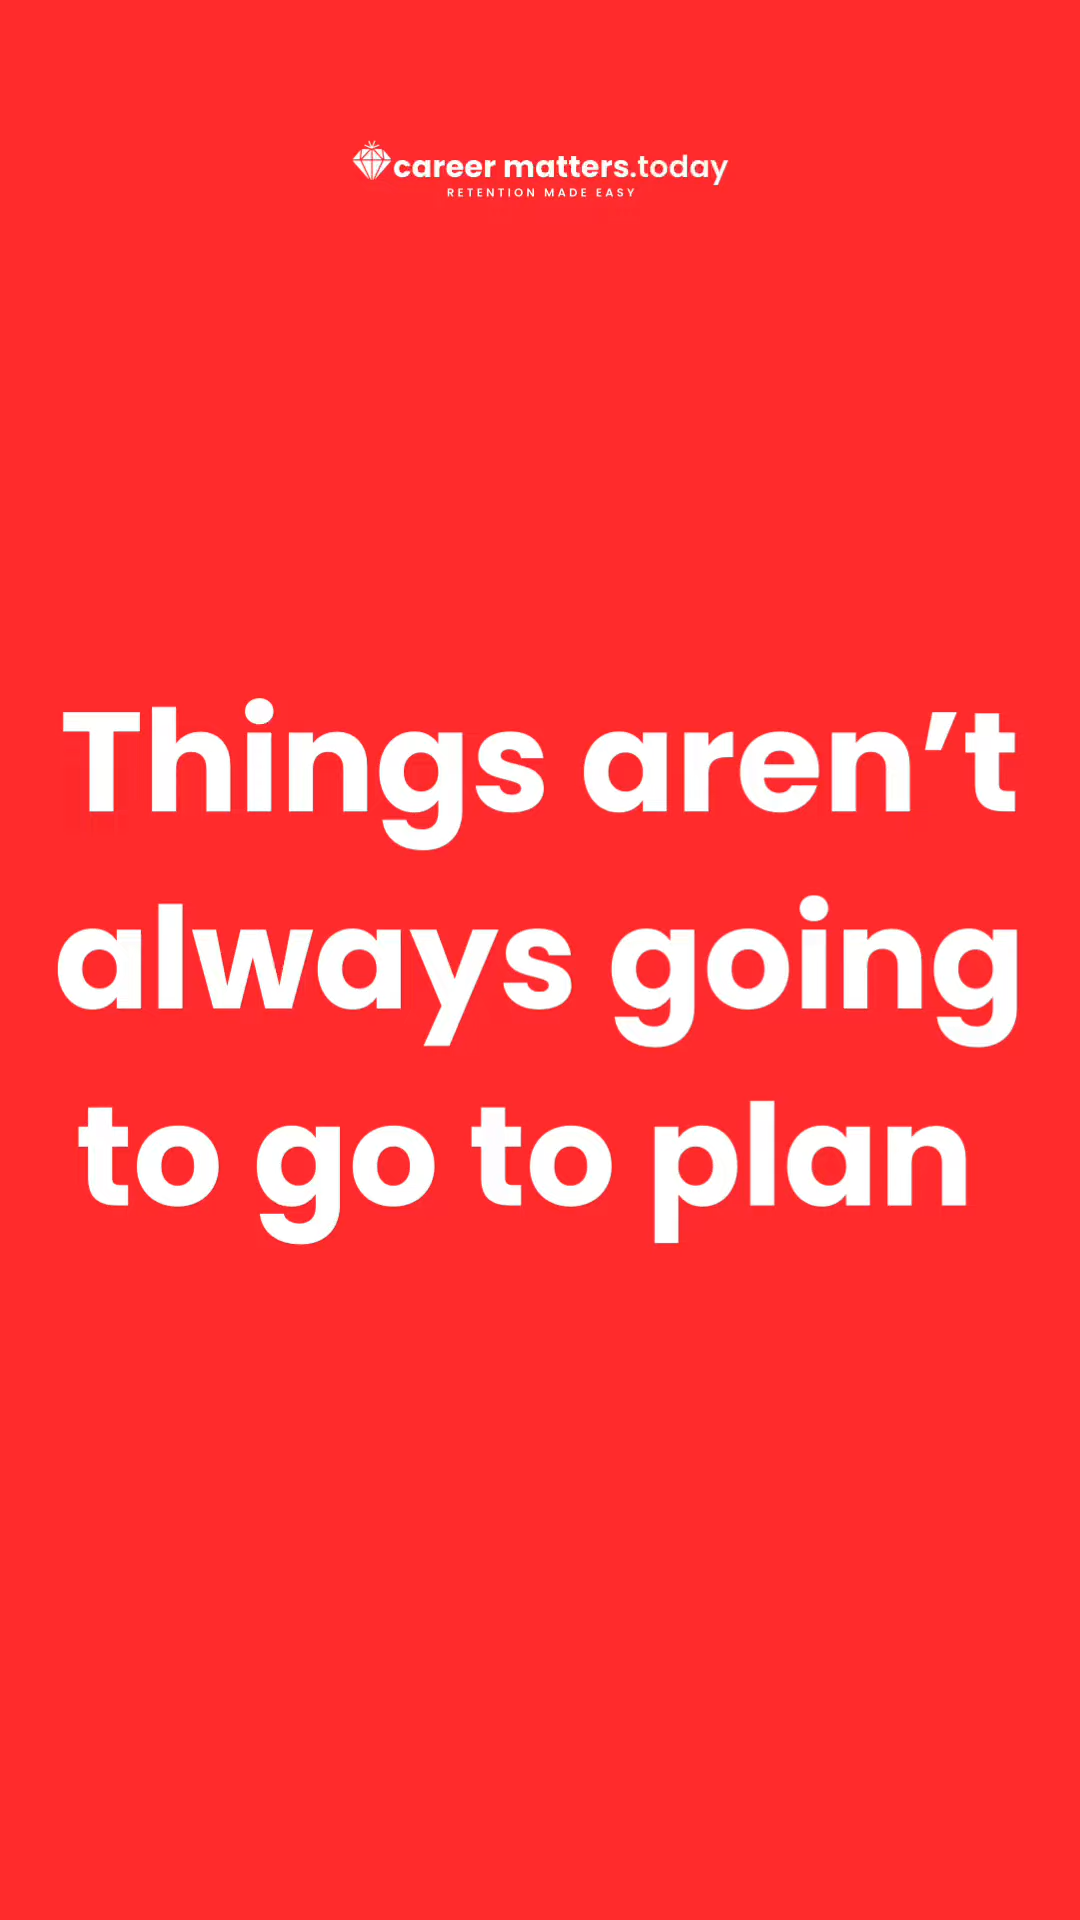 career matters.today
RETENTION MADE EASY
Things aren’t
always going
to go to plan